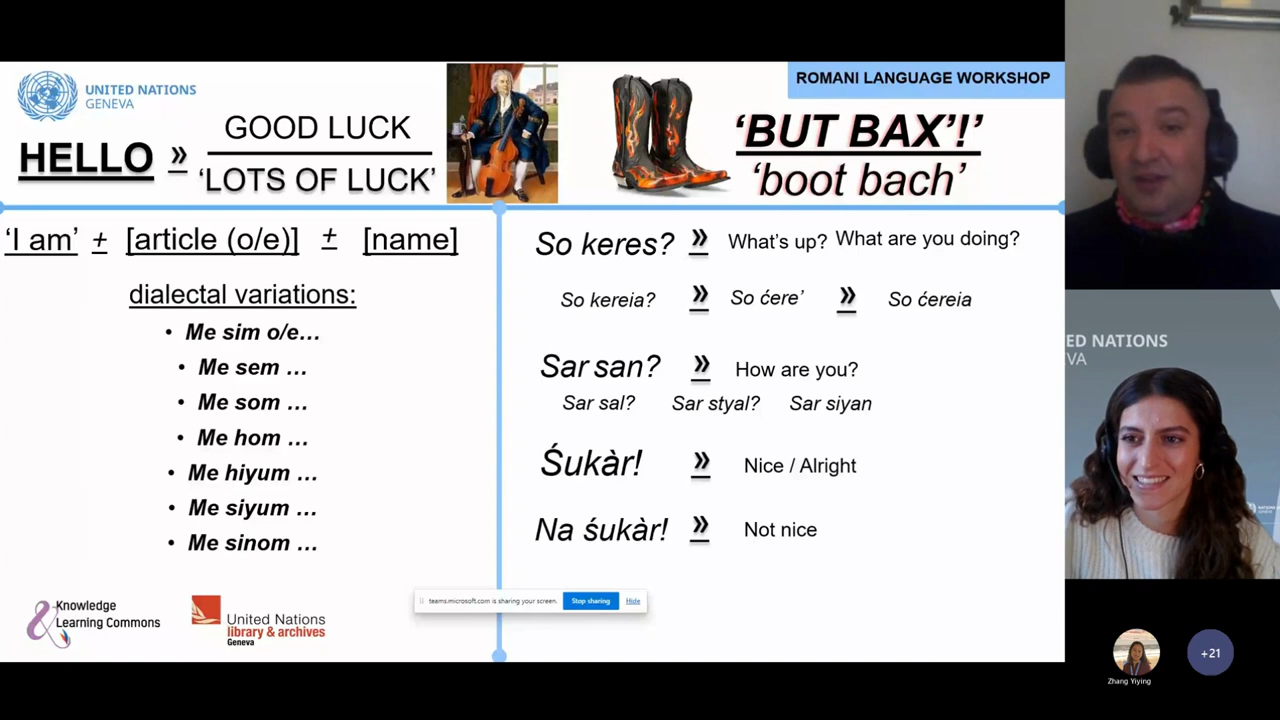 UNITED NATIONS
GENEVA
ROMANI LANGUAGE WORKSHOP
HELLO » GOOD LUCK
'LOTS OF LUCK'
'BUT BAX'!'
'boot bach'
'I am' + [article (o/e)] + [name]
dialectal variations:
• Me sim o/e…
• Me sem …
• Me som …
• Me hom …
• Me hiyum …
• Me siyum …
• Me sinom …
So keres? » What's up? What are you doing?
So kereia? » So ćere' » So ćereia
Sar san? » How are you?
Sar sal? Sar styal? Sar siyan
Śukàr! » Nice / Alright
Na śukàr! » Not nice
teams.microsoft.com is sharing your screen. Stop sharing Hide
Knowledge
Learning Commons
United Nations
library & archives
Geneva
ED NATIONS
VA
Zhang Yiying
+21